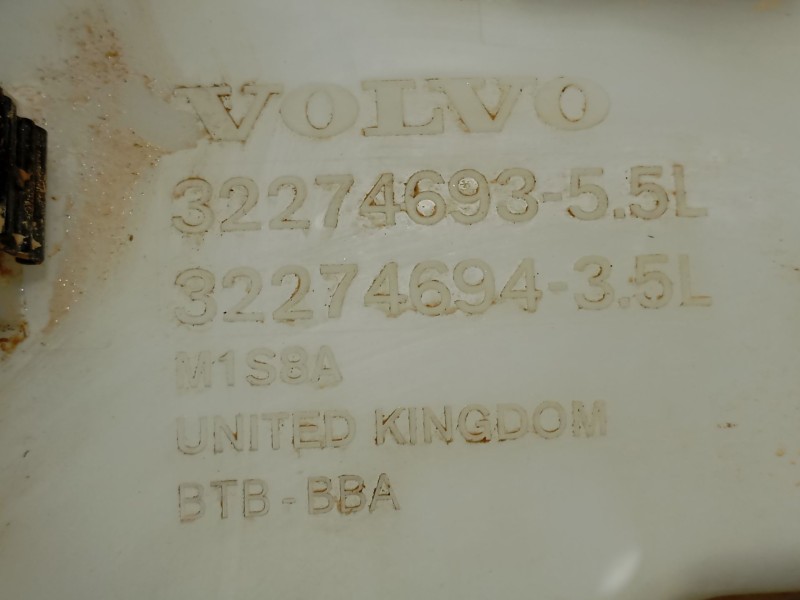 VOLVO
32274693-5.5L
32274694-3.5L
M1S8A
UNITED KINGDOM
BTB-BBA